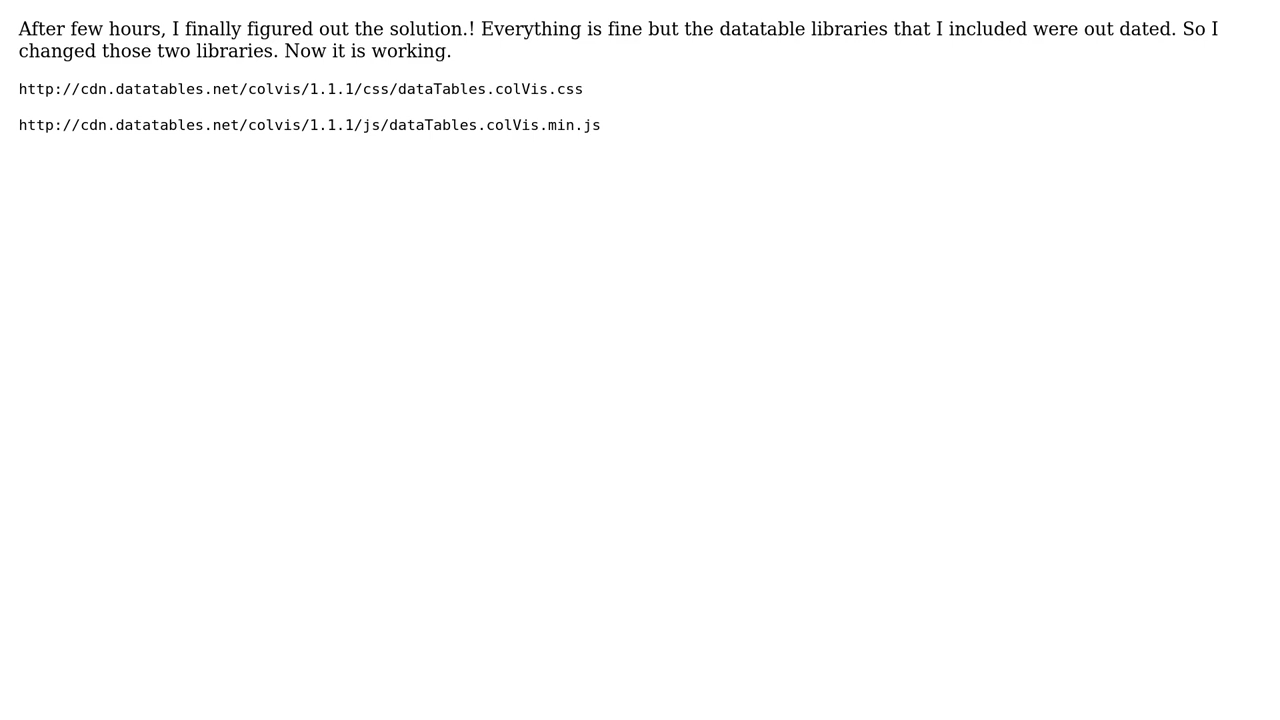 After few hours, I finally figured out the solution.! Everything is fine but the datatable libraries that I included were out dated. So I
changed those two libraries. Now it is working.
http://cdn.datatables.net/colvis/1.1.1/css/dataTables.colVis.css
http://cdn.datatables.net/colvis/1.1.1/js/dataTables.colVis.min.js